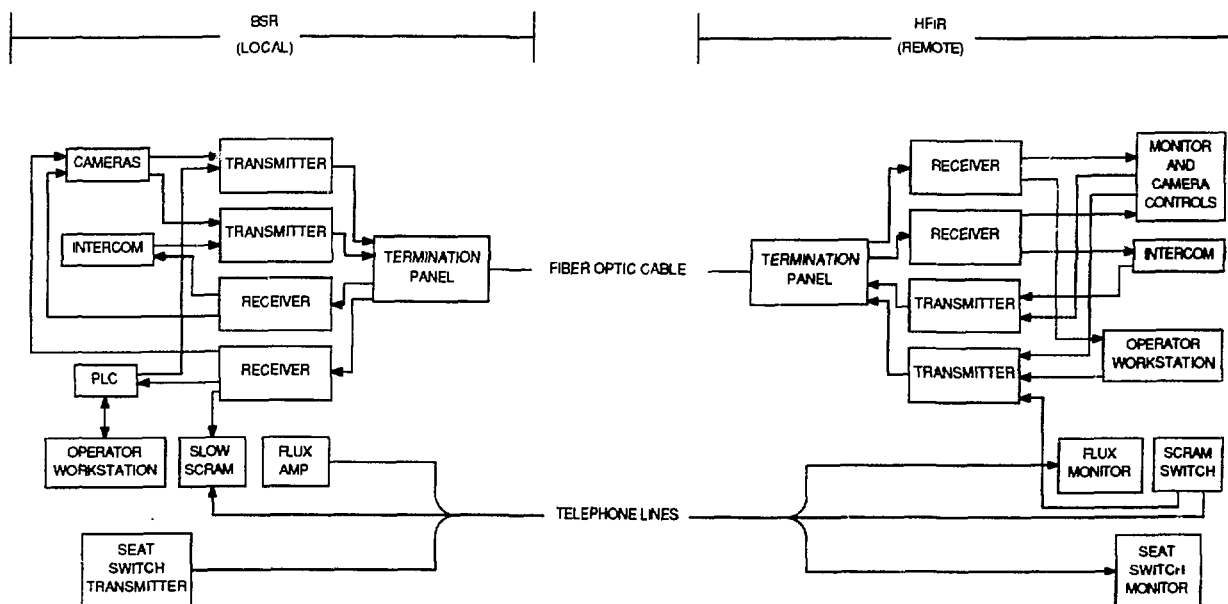 BSR
(LOCAL)
HFIR
(REMOTE)
CAMERAS
TRANSMITTER
TRANSMITTER
INTERCOM
RECEIVER
RECEIVER
TERMINATION
PANEL
PLC
OPERATOR
WORKSTATION
SLOW
SCRAM
FLUX
AMP
SEAT
SWITCH
TRANSMITTER
FIBER OPTIC CABLE
TELEPHONE LINES
TERMINATION
PANEL
RECEIVER
RECEIVER
TRANSMITTER
TRANSMITTER
MONITOR
AND
CAMERA
CONTROLS
INTERCOM
OPERATOR
WORKSTATION
FLUX
MONITOR
SCRAM
SWITCH
SEAT
SWITCH
MONITOR